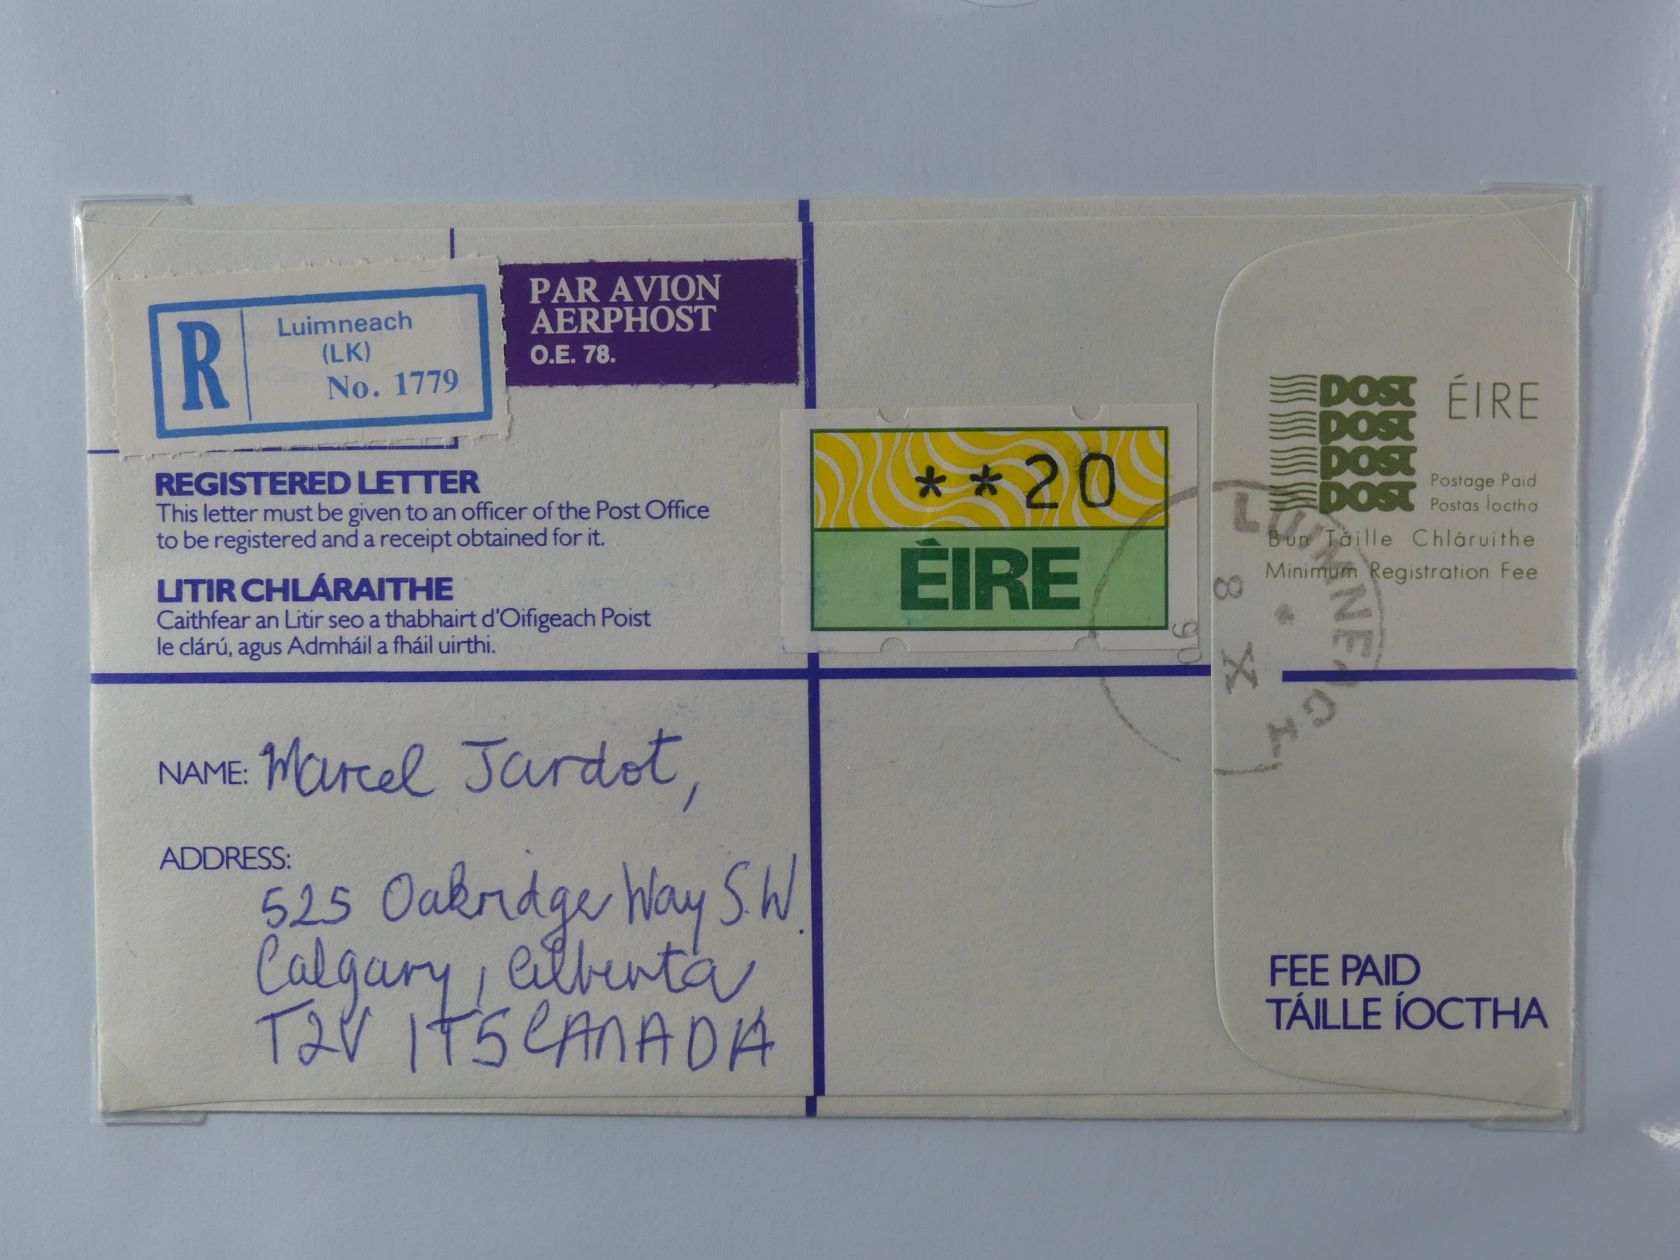 R
Luimneach
(LK)
No. 1779
PAR AVION
AERPHOST
O.E. 78.
REGISTERED LETTER
This letter must be given to an officer of the Post Office
to be registered and a receipt obtained for it.
LITIR CHLÁRAITHE
Caithfear an Litir seo a thabhairt d'Oifigeach Poist
le clárú, agus Admháil a fháil uirthi.
**20
ÉIRE
POST
POST
POST
POST
ÉIRE
Postage Paid
Postas Íoctha
Bun Táille Chláruithe
Minimum Registration Fee
LUIMNEACH
8 X
90
NAME: Marcel Jardot,
ADDRESS:
525 Oakridge Way S.W.
Calgary, Alberta
T2V 1T5 CANADA
FEE PAID
TÁILLE ÍOCTHA